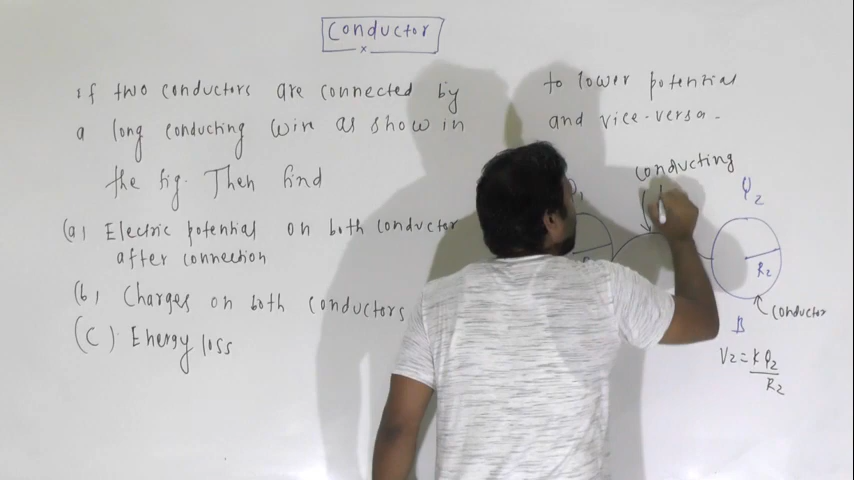 Conductor
If two conductors are connected by
a long conducting wire as show in
the fig. Then find
(a) Electric potential on both conductor
after connection
(b) Charges on both conductors
(C) Energy loss
to lower potential
and vice-versa.
conducting
Q2
R2
conductor
B
V2 = KQ2
R2